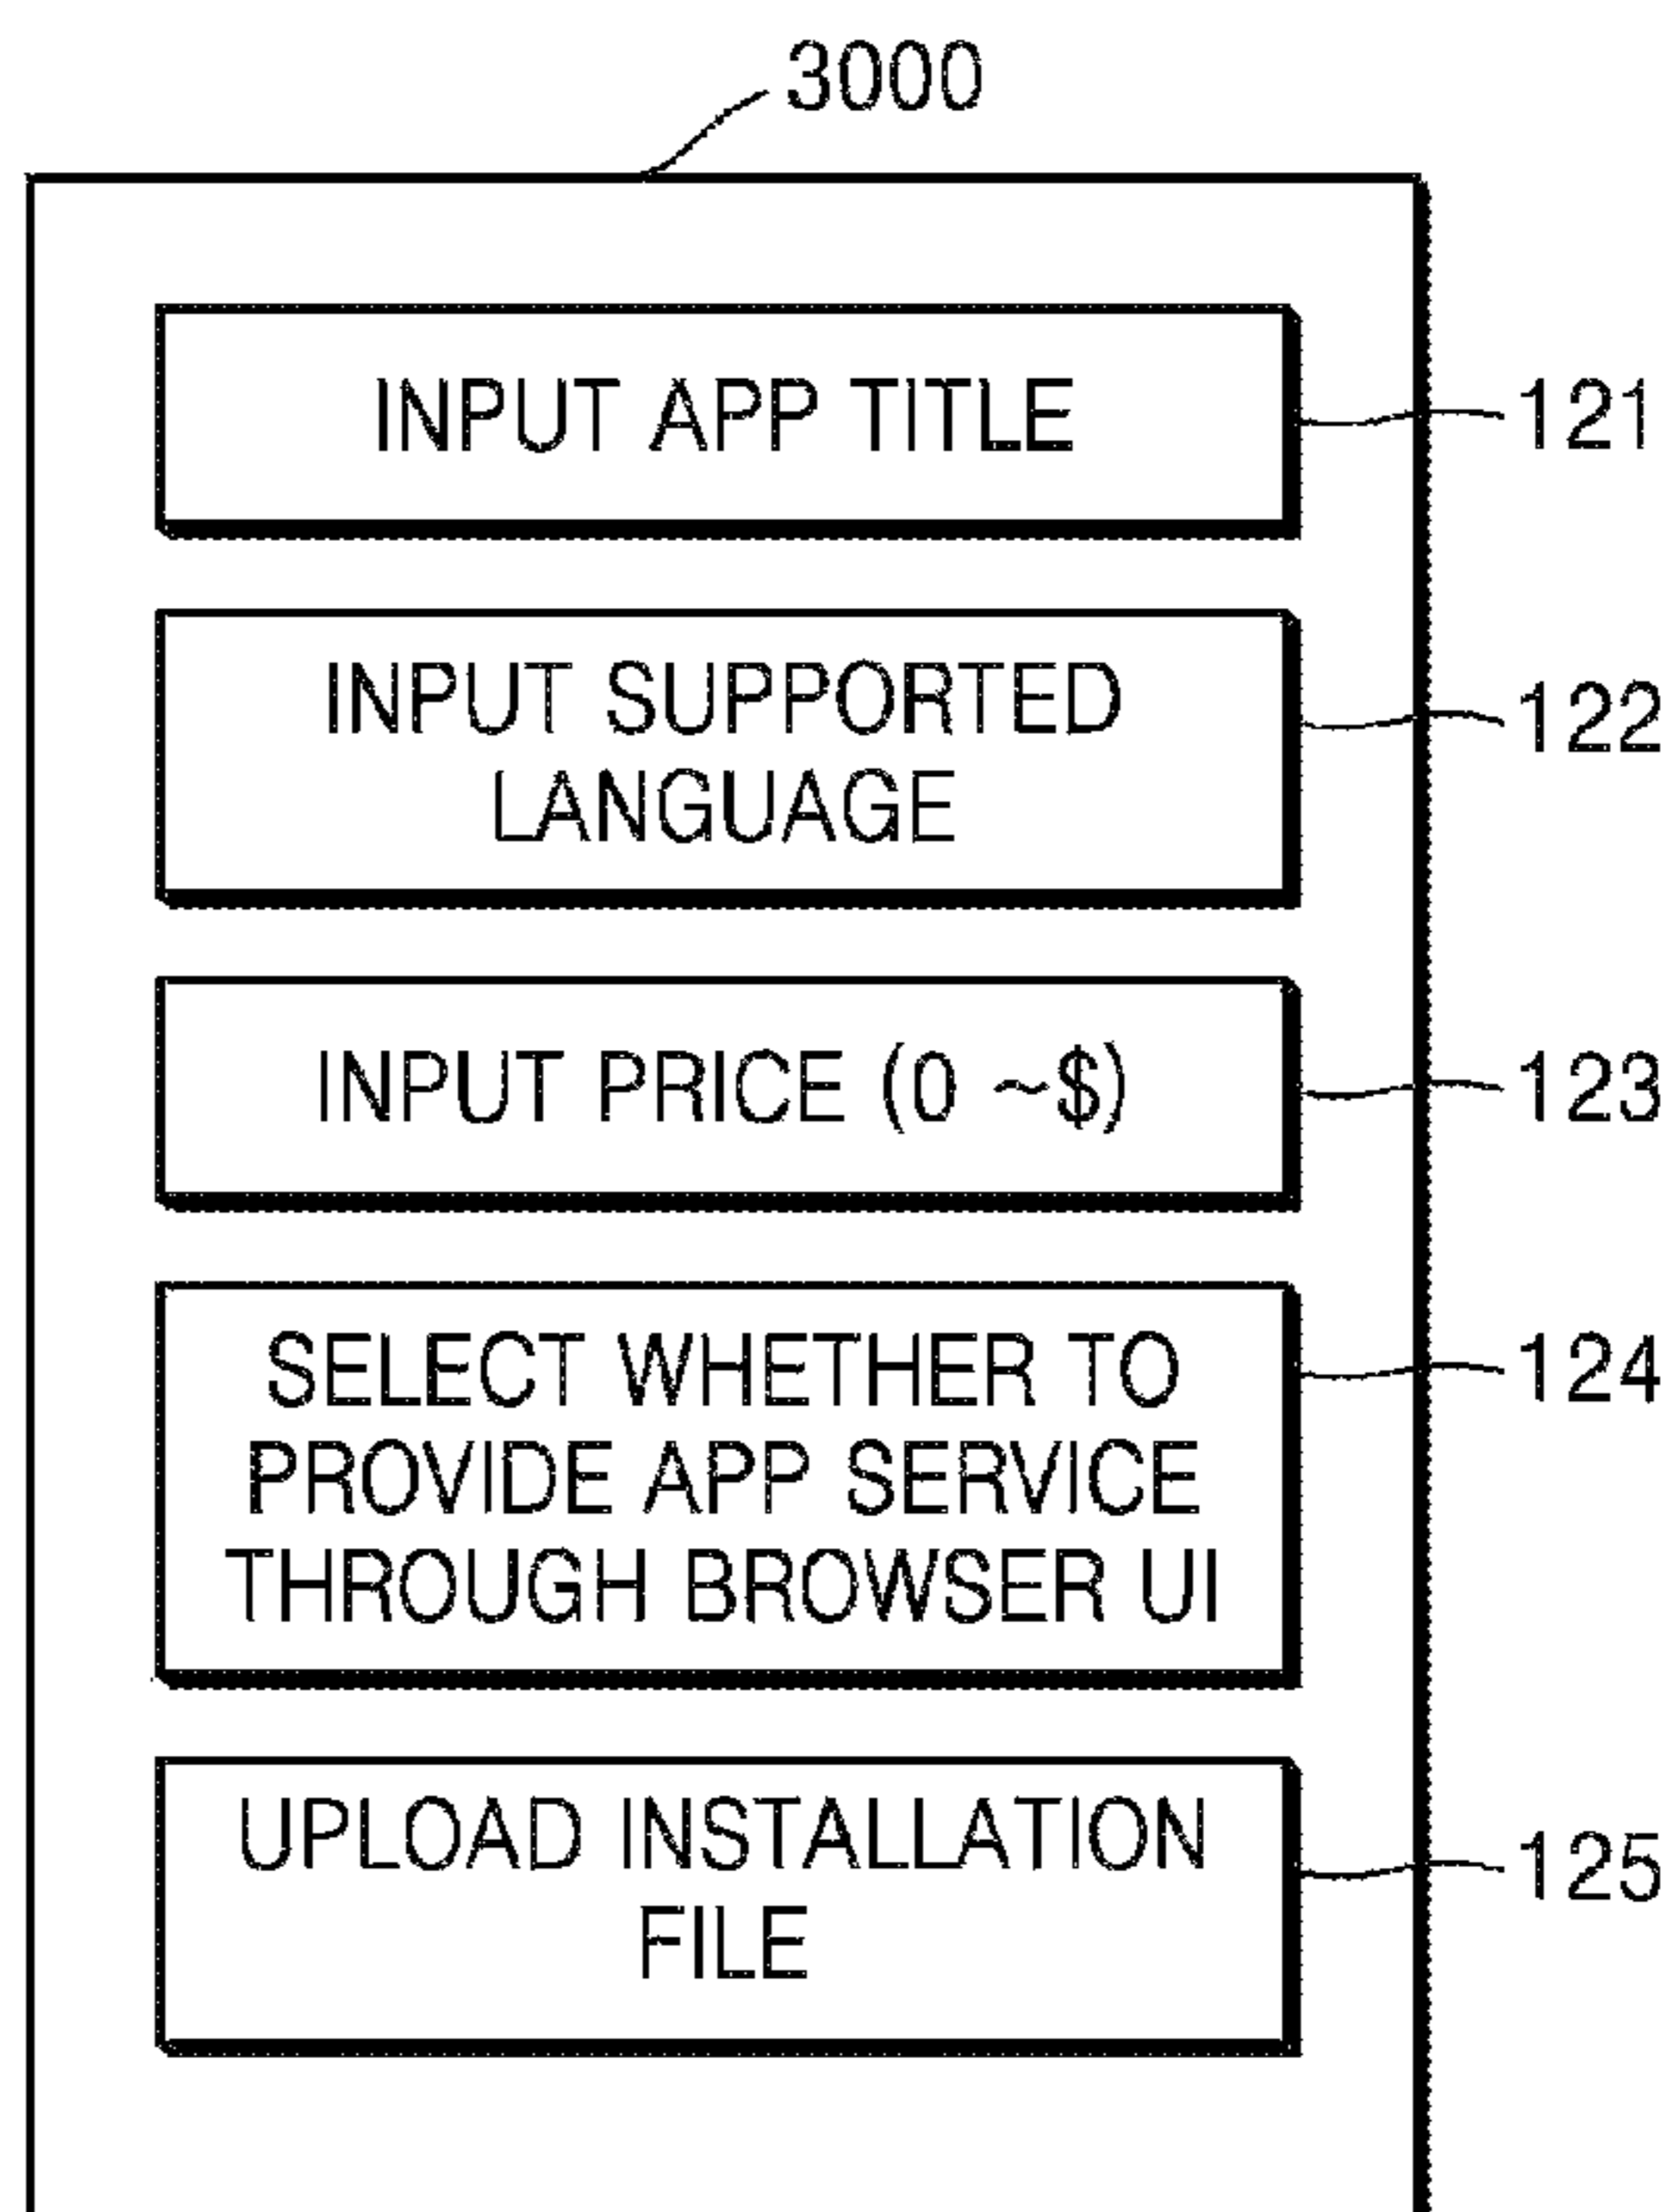 3000
INPUT APP TITLE
121
INPUT SUPPORTED
LANGUAGE
122
INPUT PRICE (0 ~$)
123
SELECT WHETHER TO
PROVIDE APP SERVICE
THROUGH BROWSER UI
124
UPLOAD INSTALLATION
FILE
125